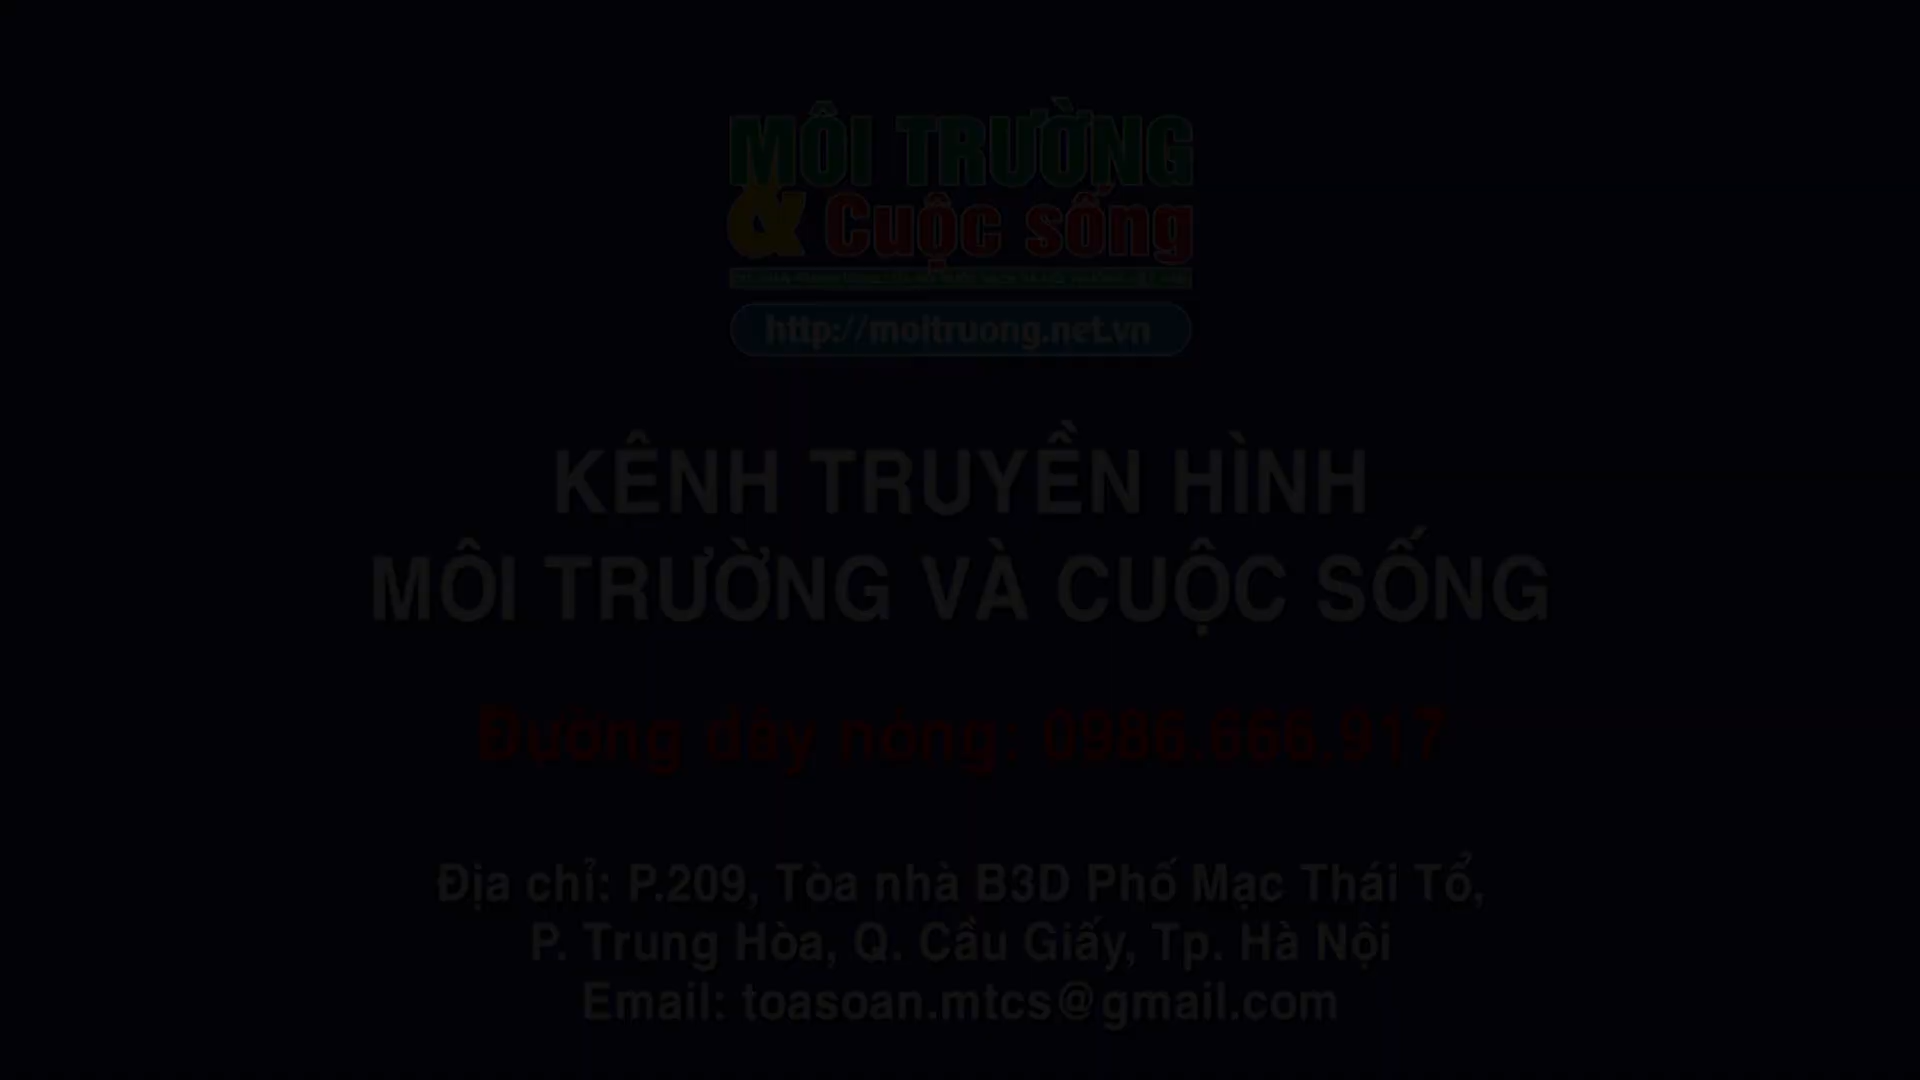 MÔI TRƯỜNG
& Cuộc sống
http://moitruong.net.vn
KÊNH TRUYỀN HÌNH
MÔI TRƯỜNG VÀ CUỘC SỐNG
Đường dây nóng: 0986.666.917
Địa chỉ: P.209, Tòa nhà B3D Phố Mạc Thái Tổ,
P. Trung Hòa, Q. Cầu Giấy, Tp. Hà Nội
Email: toasoan.mtcs@gmail.com